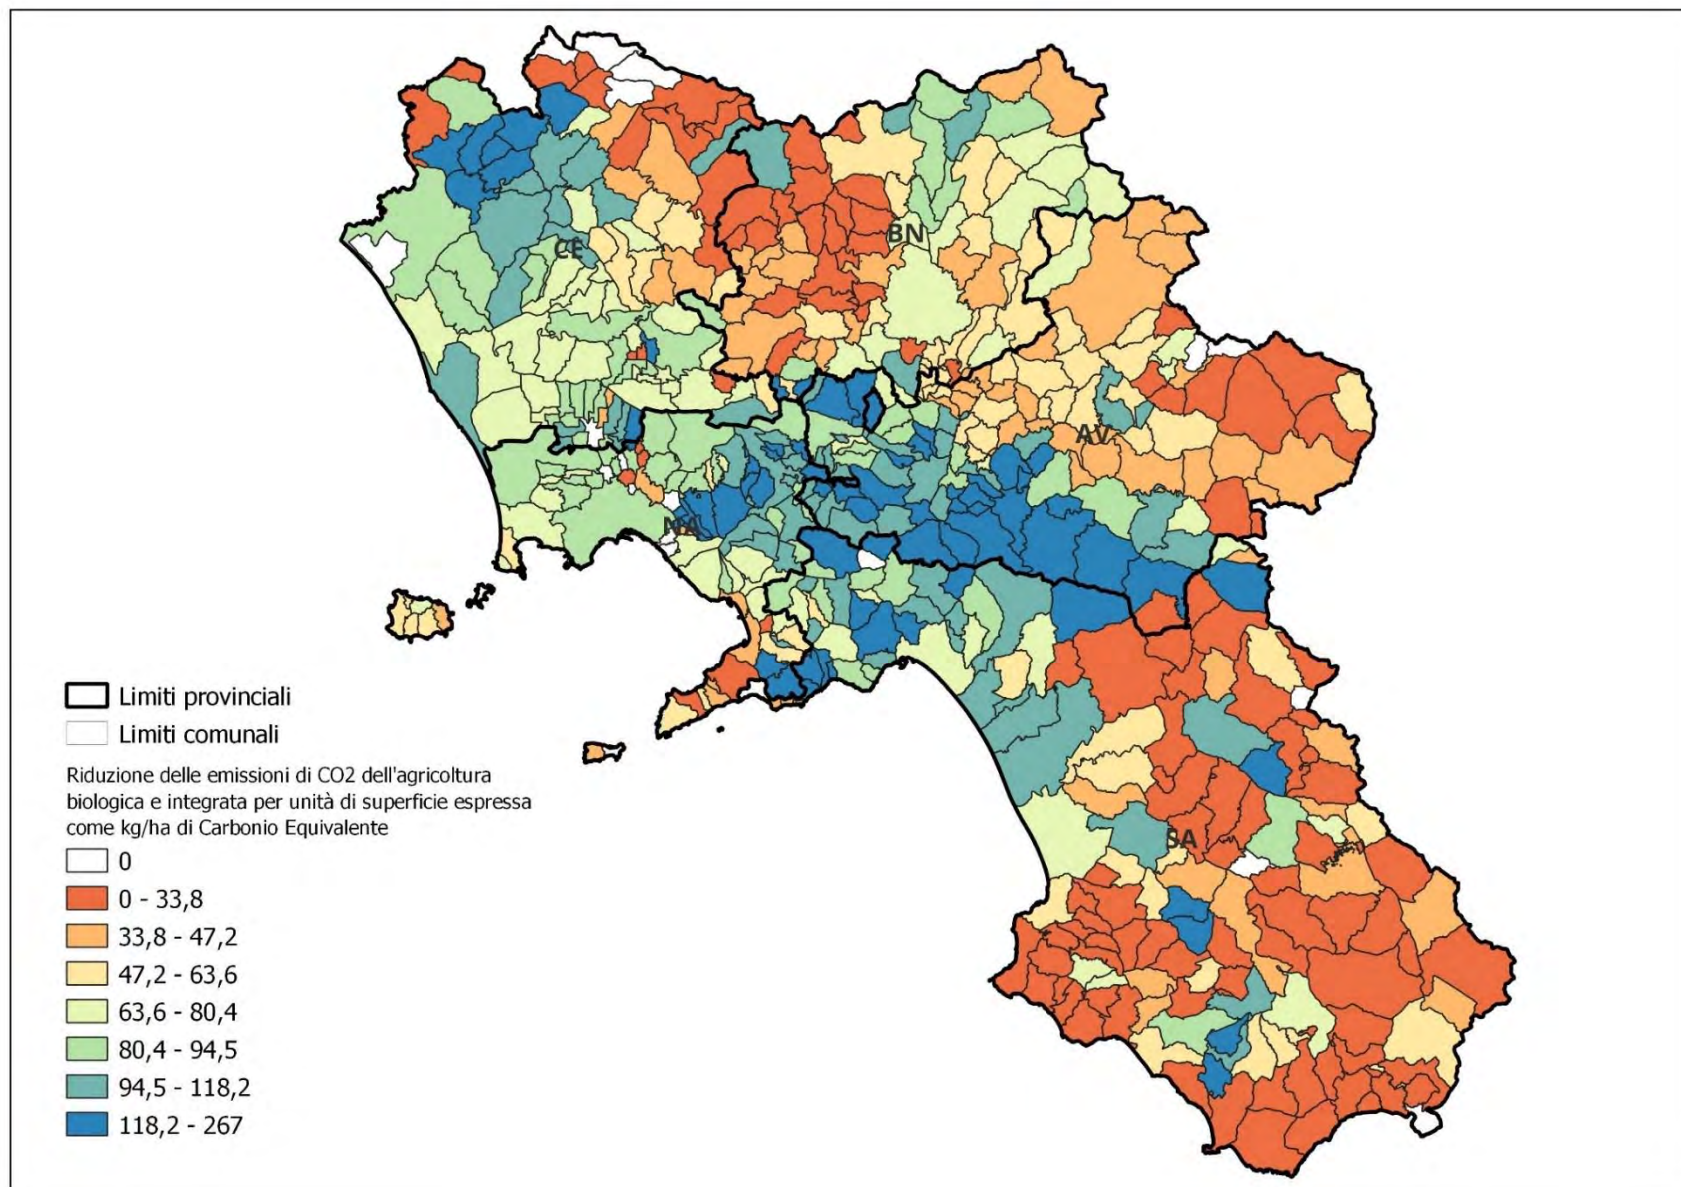 CE
BN
AV
NA
SA
Limiti provinciali
Limiti comunali
Riduzione delle emissioni di CO2 dell'agricoltura
biologica e integrata per unità di superficie espressa
come kg/ha di Carbonio Equivalente
0
0 - 33,8
33,8 - 47,2
47,2 - 63,6
63,6 - 80,4
80,4 - 94,5
94,5 - 118,2
118,2 - 267